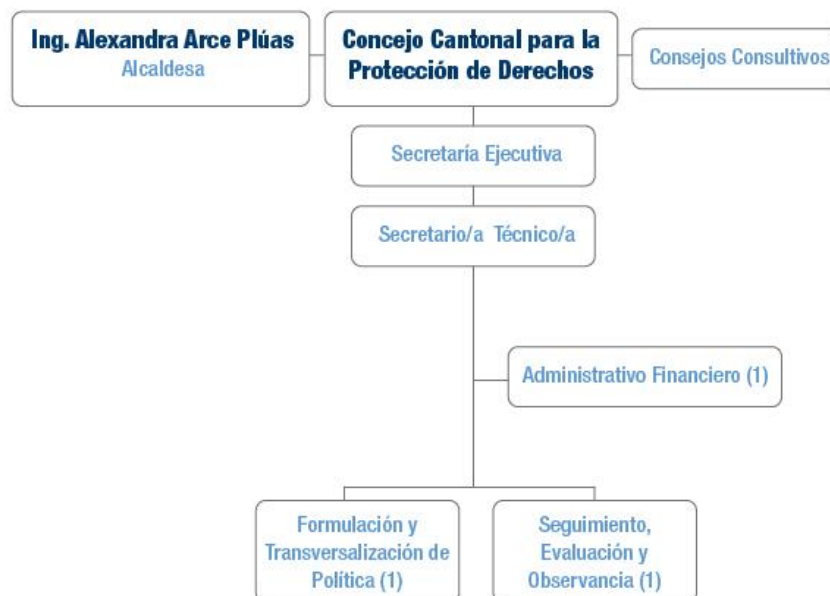 Ing. Alexandra Arce Plúas
Alcaldesa
Concejo Cantonal para la
Protección de Derechos
Consejos Consultivos
Secretaría Ejecutiva
Secretario/a Técnico/a
Administrativo Financiero (1)
Formulación y
Transversalización de
Política (1)
Seguimiento,
Evaluación y
Observancia (1)